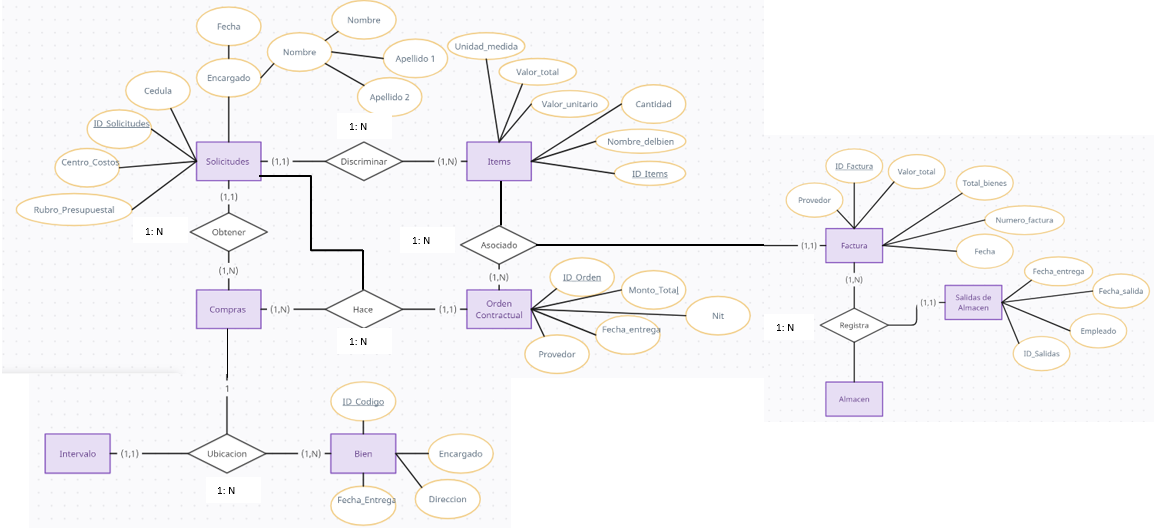 Nombre
Fecha
Nombre
Apellido 1
Unidad_medida
Encargado
Valor_total
Cedula
Apellido 2
Valor_unitario
Cantidad
ID_Solicitudes
1: N
Nombre_delbien
Centro_Costos
Solicitudes
(1,1)
Discriminar
(1,N)
Items
ID_Items
ID_Factura
Valor_total
Total_bienes
Provedor
Numero_factura
Rubro_Presupuestal
(1,1)
1: N
Obtener
1: N
Asociado
(1,1)
Factura
Fecha
(1,N)
(1,N)
ID_Orden
(1,N)
Fecha_entrega
Monto_Total
Fecha_salida
Compras
(1,N)
Hace
(1,1)
Orden
Contractual
Nit
(1,1)
Salidas de
Almacen
Fecha_entrega
1: N
Registra
Empleado
1: N
Provedor
ID_Salidas
1
Almacen
ID_Codigo
Intervalo
(1,1)
Ubicacion
(1,N)
Bien
Encargado
1: N
Fecha_Entrega
Direccion